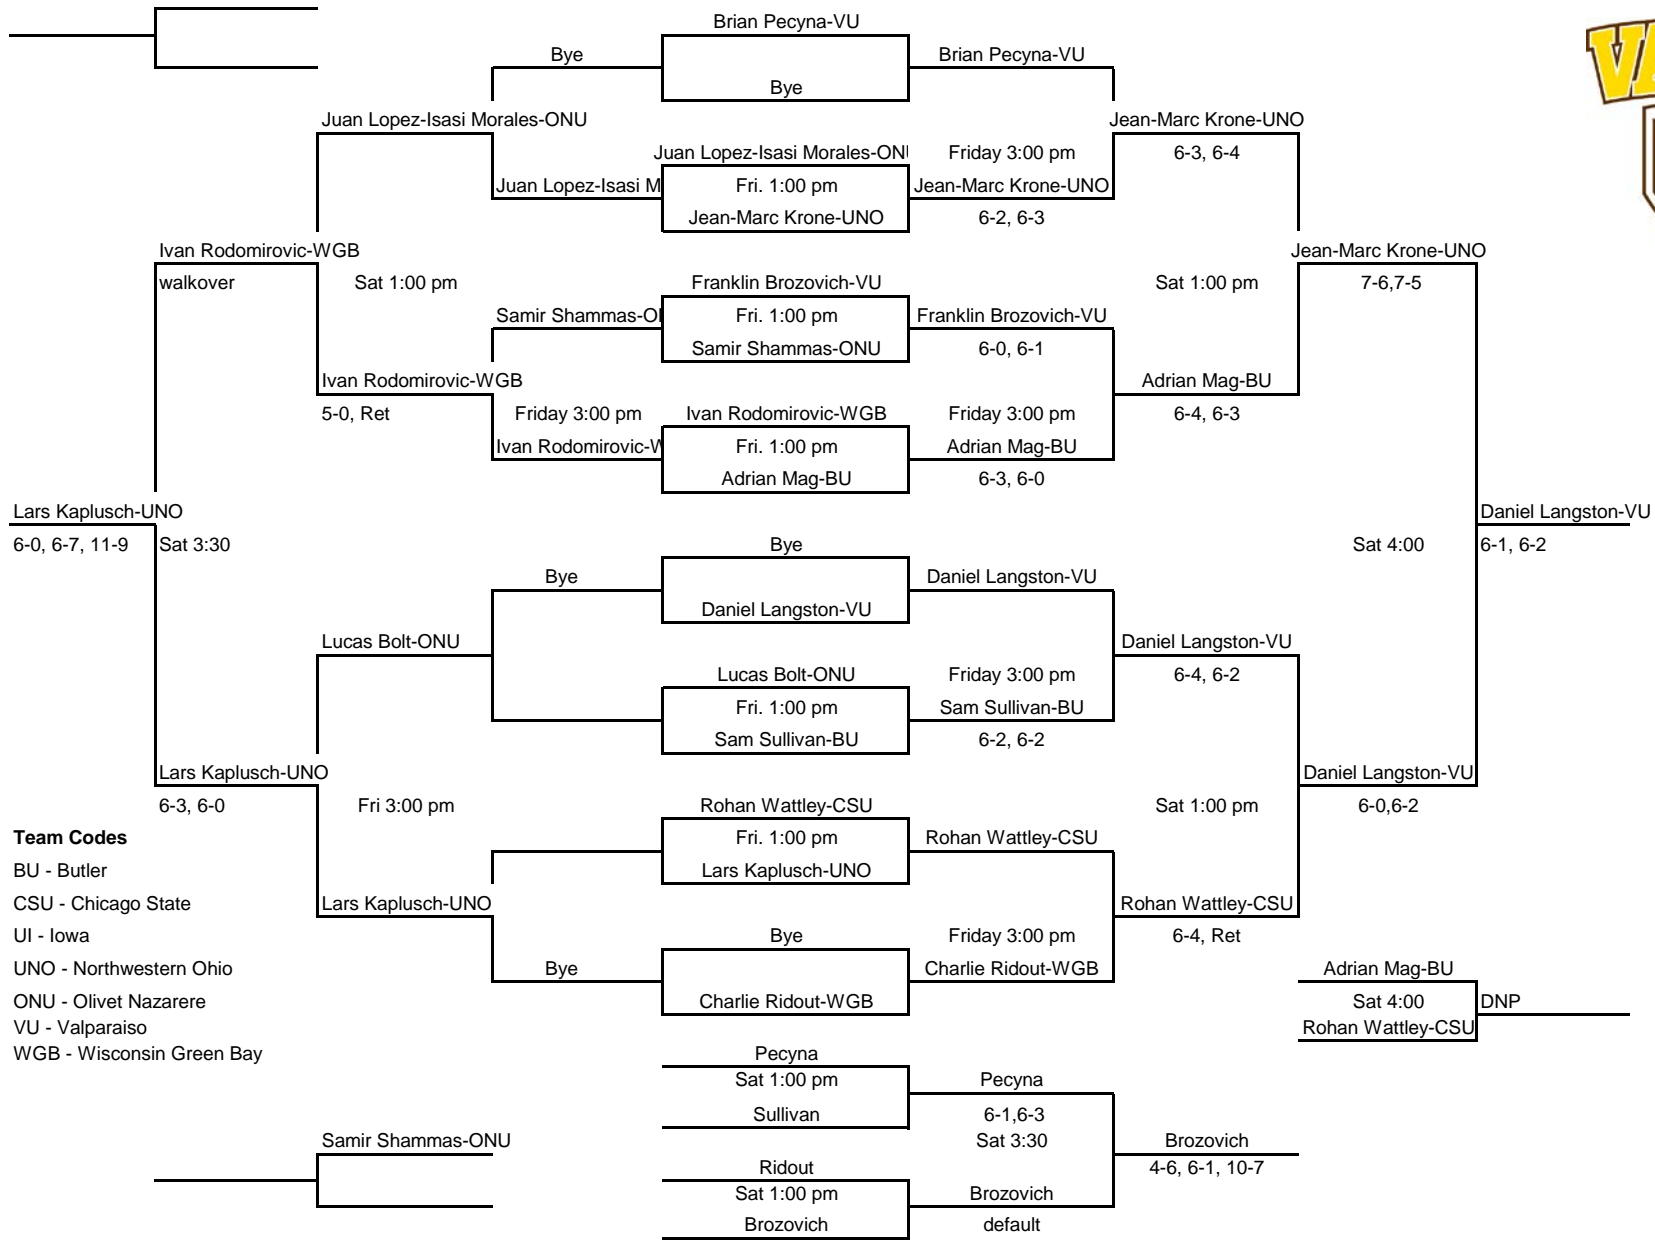 Brian Pecyna-VU
Bye Brian Pecyna-VU
Bye
Juan Lopez-Isasi Morales-ONU Jean-Marc Krone-UNO
Juan Lopez-Isasi Morales-ON Friday 3:00 pm 6-3, 6-4
Juan Lopez-Isasi M Fri. 1:00 pm Jean-Marc Krone-UNO
Jean-Marc Krone-UNO 6-2, 6-3
Ivan Rodomirovic-WGB Jean-Marc Krone-UNO
walkover Sat 1:00 pm Franklin Brozovich-VU Sat 1:00 pm 7-6,7-5
Samir Shammas-O Fri. 1:00 pm Franklin Brozovich-VU
Samir Shammas-ONU 6-0, 6-1
Ivan Rodomirovic-WGB Adrian Mag-BU
5-0, Ret Friday 3:00 pm Ivan Rodomirovic-WGB Friday 3:00 pm 6-4, 6-3
Ivan Rodomirovic-W Fri. 1:00 pm Adrian Mag-BU
Adrian Mag-BU 6-3, 6-0
Lars Kaplusch-UNO Daniel Langston-VU
6-0, 6-7, 11-9 Sat 3:30 Bye Sat 4:00 6-1, 6-2
Bye Daniel Langston-VU
Daniel Langston-VU
Lucas Bolt-ONU Daniel Langston-VU
Lucas Bolt-ONU Friday 3:00 pm 6-4, 6-2
Fri. 1:00 pm Sam Sullivan-BU
Sam Sullivan-BU 6-2, 6-2
Lars Kaplusch-UNO Daniel Langston-VU
6-3, 6-0 Fri 3:00 pm Rohan Wattley-CSU Sat 1:00 pm 6-0,6-2
Team Codes Fri. 1:00 pm Rohan Wattley-CSU
BU - Butler Lars Kaplusch-UNO
CSU - Chicago State Lars Kaplusch-UNO Rohan Wattley-CSU
UI - Iowa Bye Friday 3:00 pm 6-4, Ret
UNO - Northwestern Ohio Bye Charlie Ridout-WGB Adrian Mag-BU
ONU - Olivet Nazarere Charlie Ridout-WGB Sat 4:00 DNP
VU - Valparaiso Rohan Wattley-CSU
WGB - Wisconsin Green Bay Pecyna
Sat 1:00 pm Pecyna
Sullivan 6-1,6-3
Samir Shammas-ONU Sat 3:30 Brozovich
Ridout 4-6, 6-1, 10-7
Sat 1:00 pm Brozovich
Brozovich default